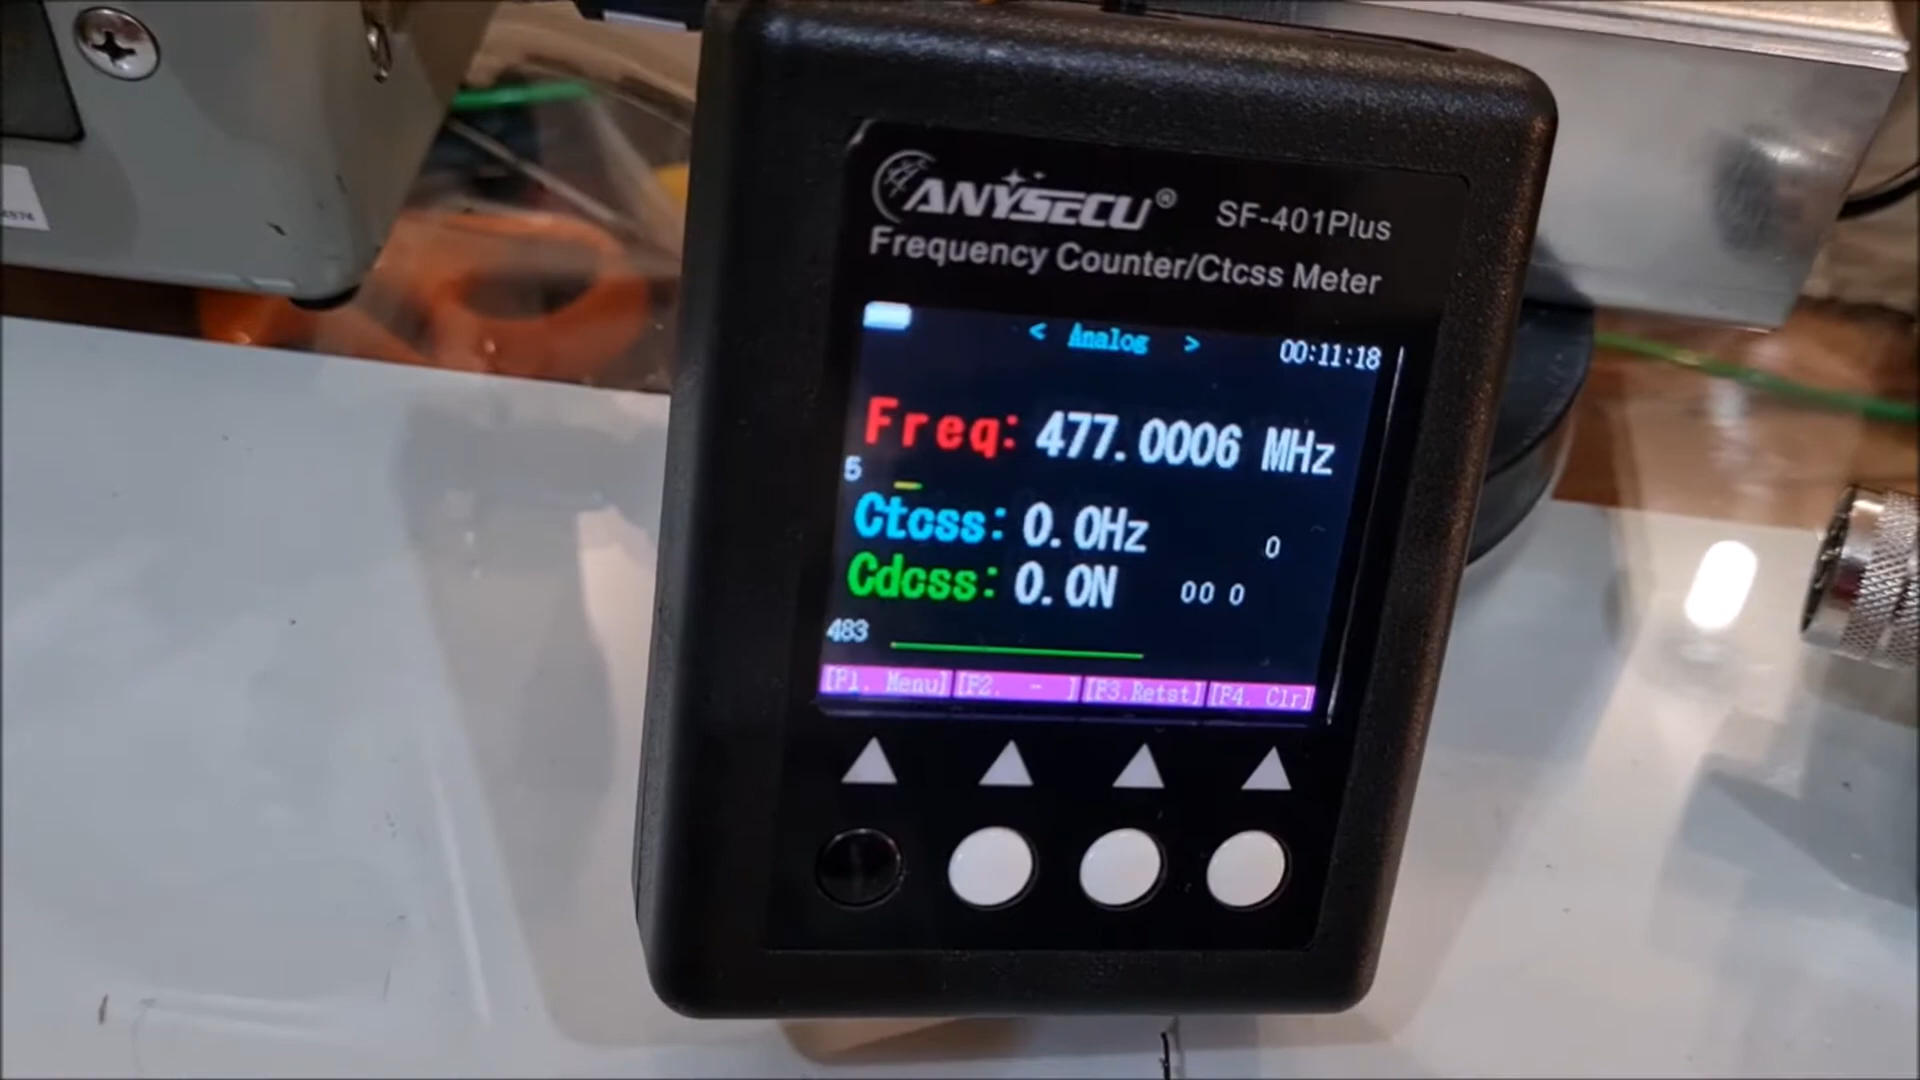 ANYSECU® SF-401Plus
Frequency Counter/Ctcss Meter
< Analog > 00:11:18
Freq: 477.0006 MHz
5
Ctcss: 0.0Hz 0
Cdcss: 0.0N 00 0
483
[F1. Menu] [F2. - ] [F3.Retst] [F4. Clr]